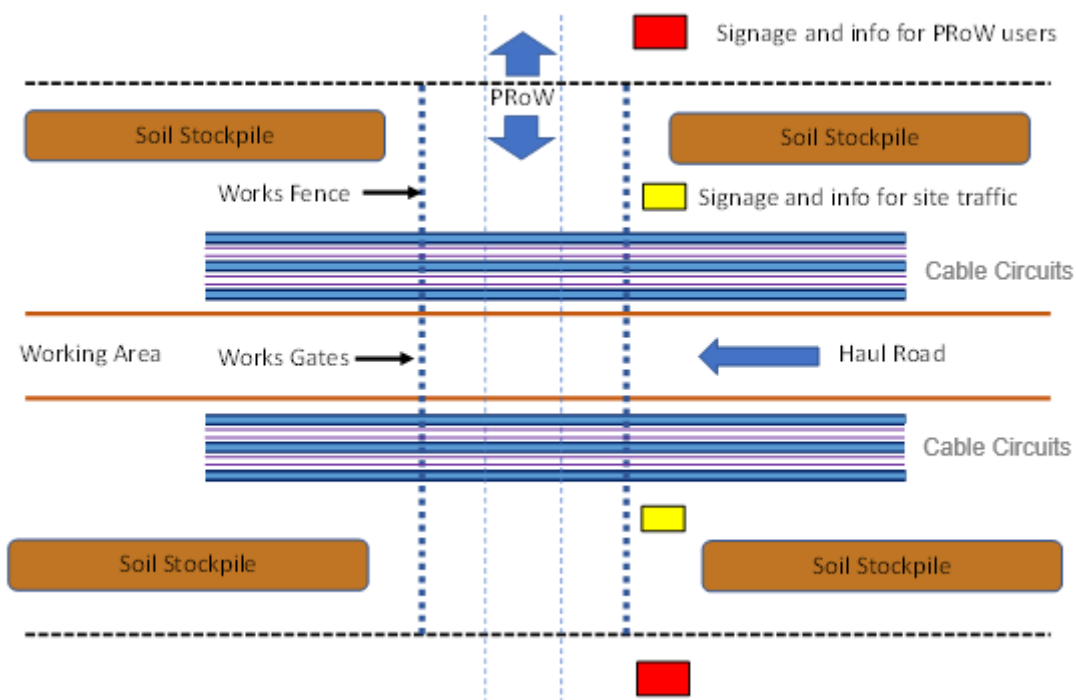 Signage and info for PRoW users
PRoW
Soil Stockpile
Soil Stockpile
Works Fence
Signage and info for site traffic
Cable Circuits
Working Area
Works Gates
Haul Road
Cable Circuits
Soil Stockpile
Soil Stockpile